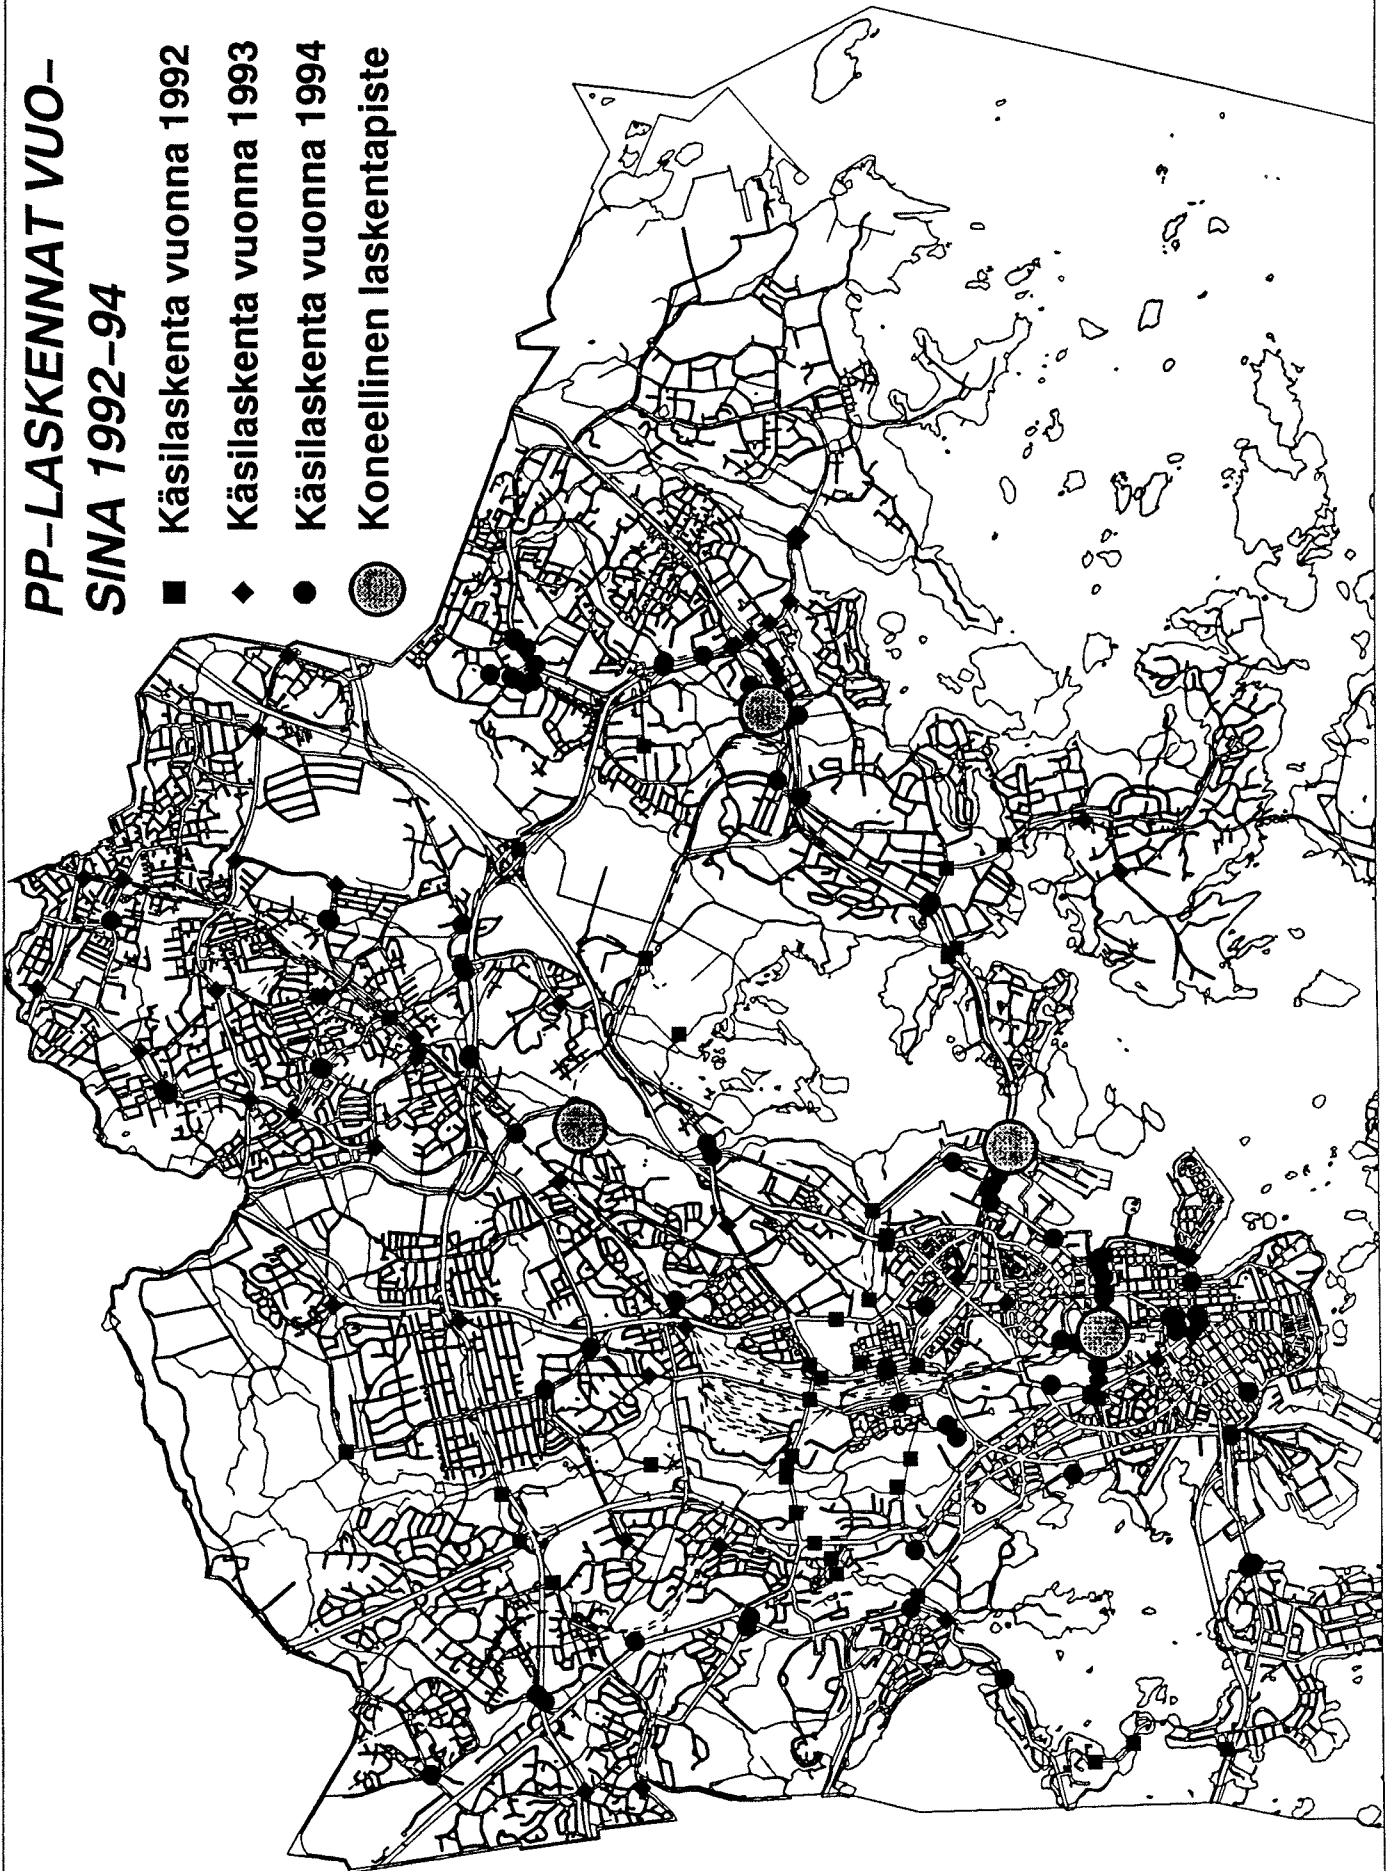 PP–LASKENNAT VUO–
SINA 1992–94
Käsilaskenta vuonna 1992
Käsilaskenta vuonna 1993
Käsilaskenta vuonna 1994
Koneellinen laskentapiste